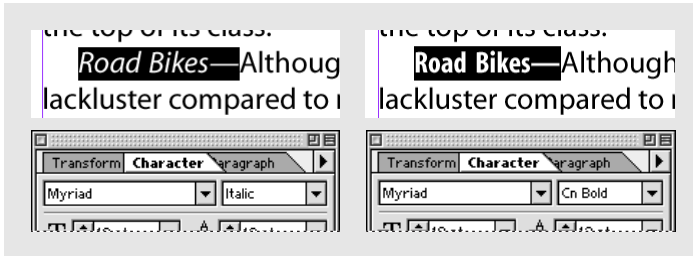 the top of its class.
Road Bikes—Althoug
lackluster compared to
Transform Character aragraph
Myriad Italic
the top of its class.
Road Bikes—Although
lackluster compared to
Transform Character aragraph
Myriad Cn Bold